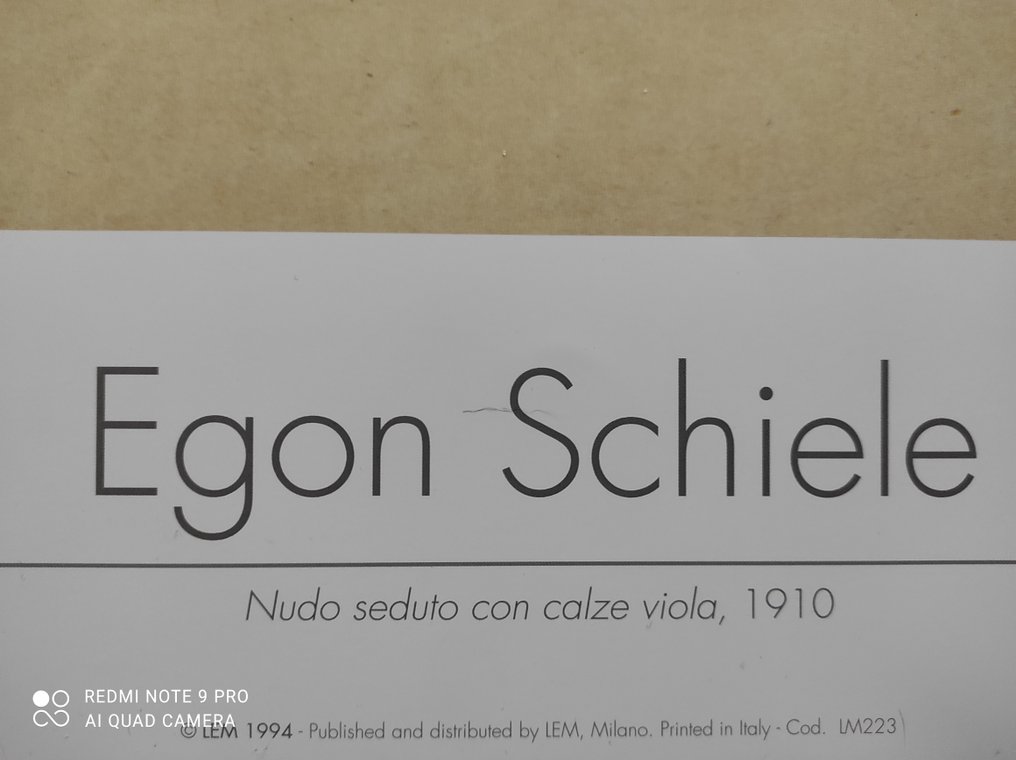 Egon Schiele
Nudo seduto con calze viola, 1910
REDMI NOTE 9 PRO
AI QUAD CAMERA
© LEM 1994 - Published and distributed by LEM, Milano. Printed in Italy - Cod. LM223